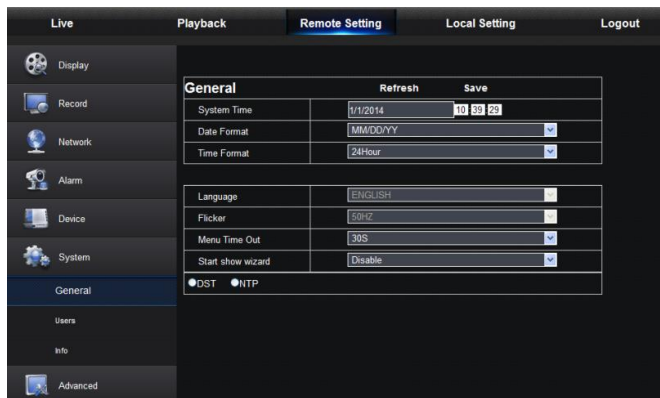 Live Playback Remote Setting Local Setting Logout
Display
Record
Network
Alarm
Device
System
General
Users
Info
Advanced
General Refresh Save
System Time 1/1/2014 10:39:29
Date Format MM/DD/YY
Time Format 24Hour
Language ENGLISH
Flicker 50HZ
Menu Time Out 30S
Start show wizard Disable
DST NTP